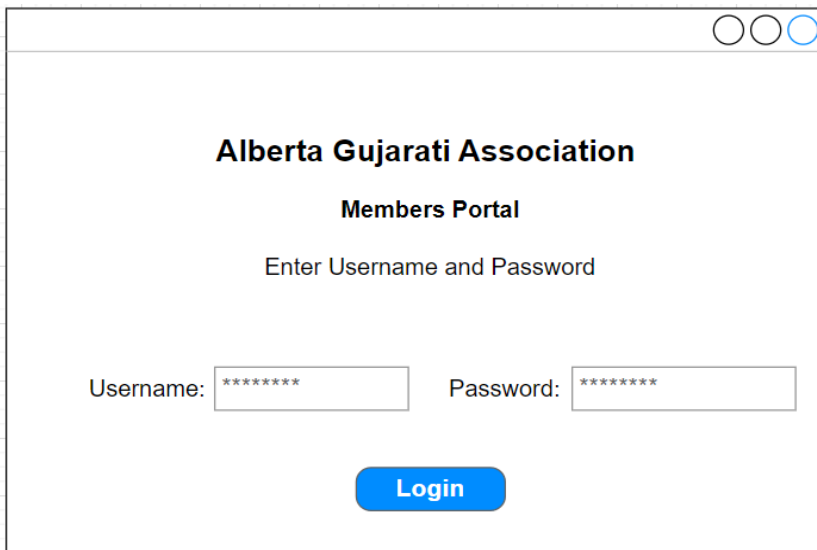 Alberta Gujarati Association
Members Portal
Enter Username and Password
Username: ******** Password: ********
Login